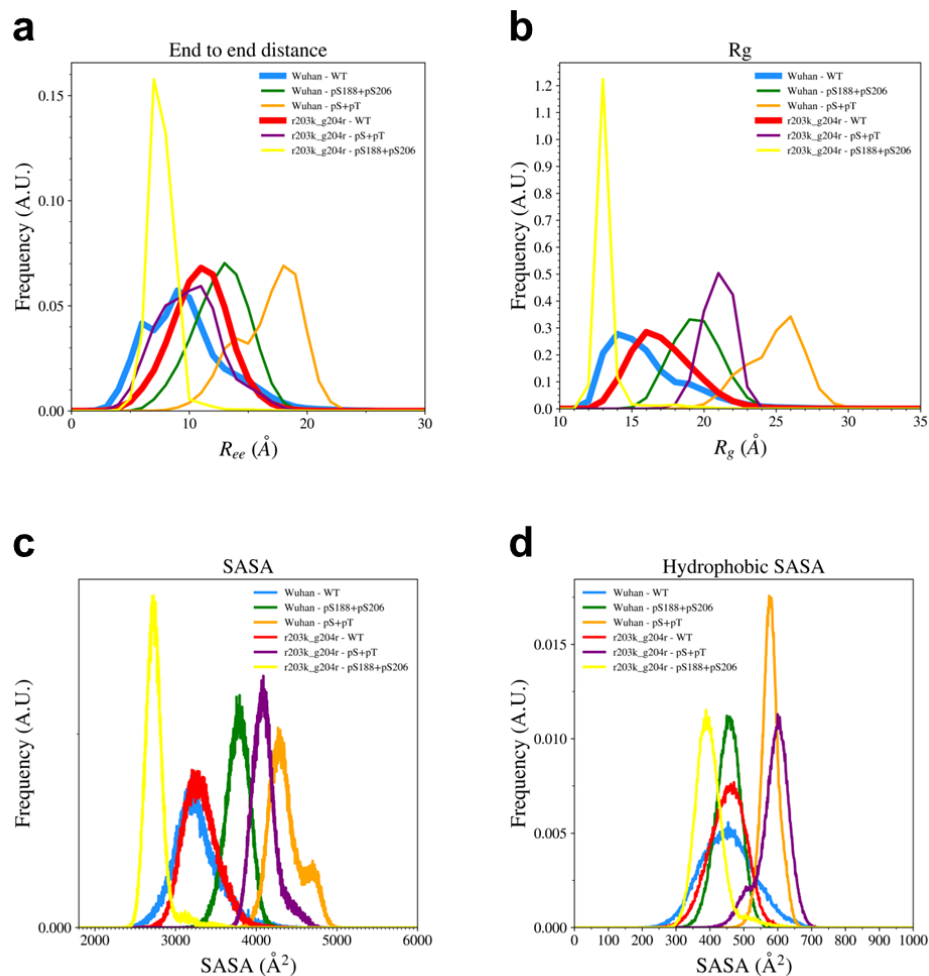 a
End to end distance
Wuhan - WT
Wuhan - pS188+pS206
Wuhan - pS+pT
r203k_g204r - WT
r203k_g204r - pS+pT
r203k_g204r - pS188+pS206
Frequency (A.U.)
0.15
0.10
0.05
0.00
0 10 20 30
Ree (Å)
b
Rg
Wuhan - WT
Wuhan - pS188+pS206
Wuhan - pS+pT
r203k_g204r - WT
r203k_g204r - pS+pT
r203k_g204r - pS188+pS206
Frequency (A.U.)
1.2
1.1
1.0
0.9
0.8
0.7
0.6
0.5
0.4
0.3
0.2
0.1
0.0
10 15 20 25 30 35
Rg (Å)
c
SASA
Wuhan - WT
Wuhan - pS188+pS206
Wuhan - pS+pT
r203k_g204r - WT
r203k_g204r - pS+pT
r203k_g204r - pS188+pS206
Frequency (A.U.)
0.000
2000 3000 4000 5000 6000
SASA (Å²)
d
Hydrophobic SASA
Wuhan - WT
Wuhan - pS188+pS206
Wuhan - pS+pT
r203k_g204r - WT
r203k_g204r - pS+pT
r203k_g204r - pS188+pS206
Frequency (A.U.)
0.015
0.010
0.005
0.000
0 100 200 300 400 500 600 700 800 900 1000
SASA (Å²)